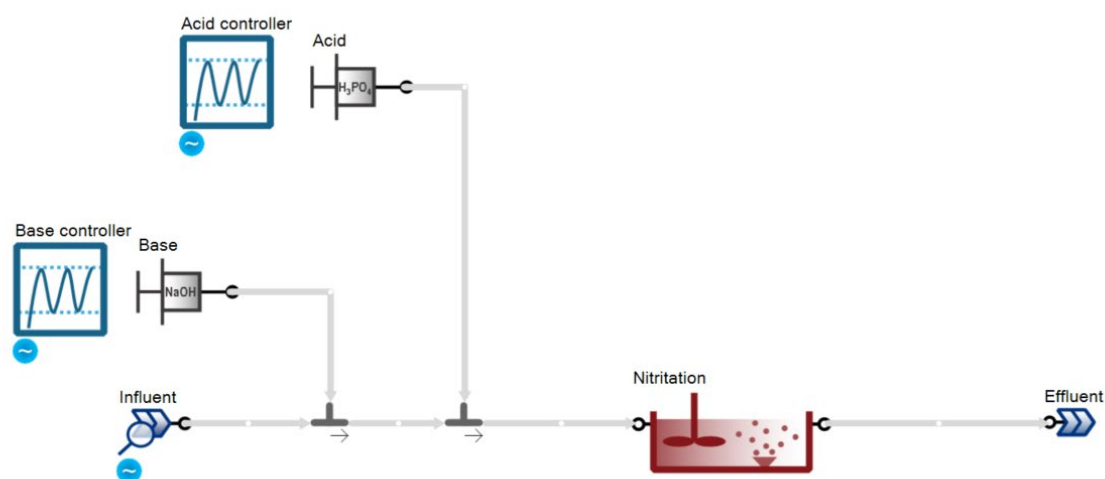 Acid controller
Acid
H₃PO₄
~
Base controller
Base
NaOH
~
Influent
~
Nitritation
Effluent